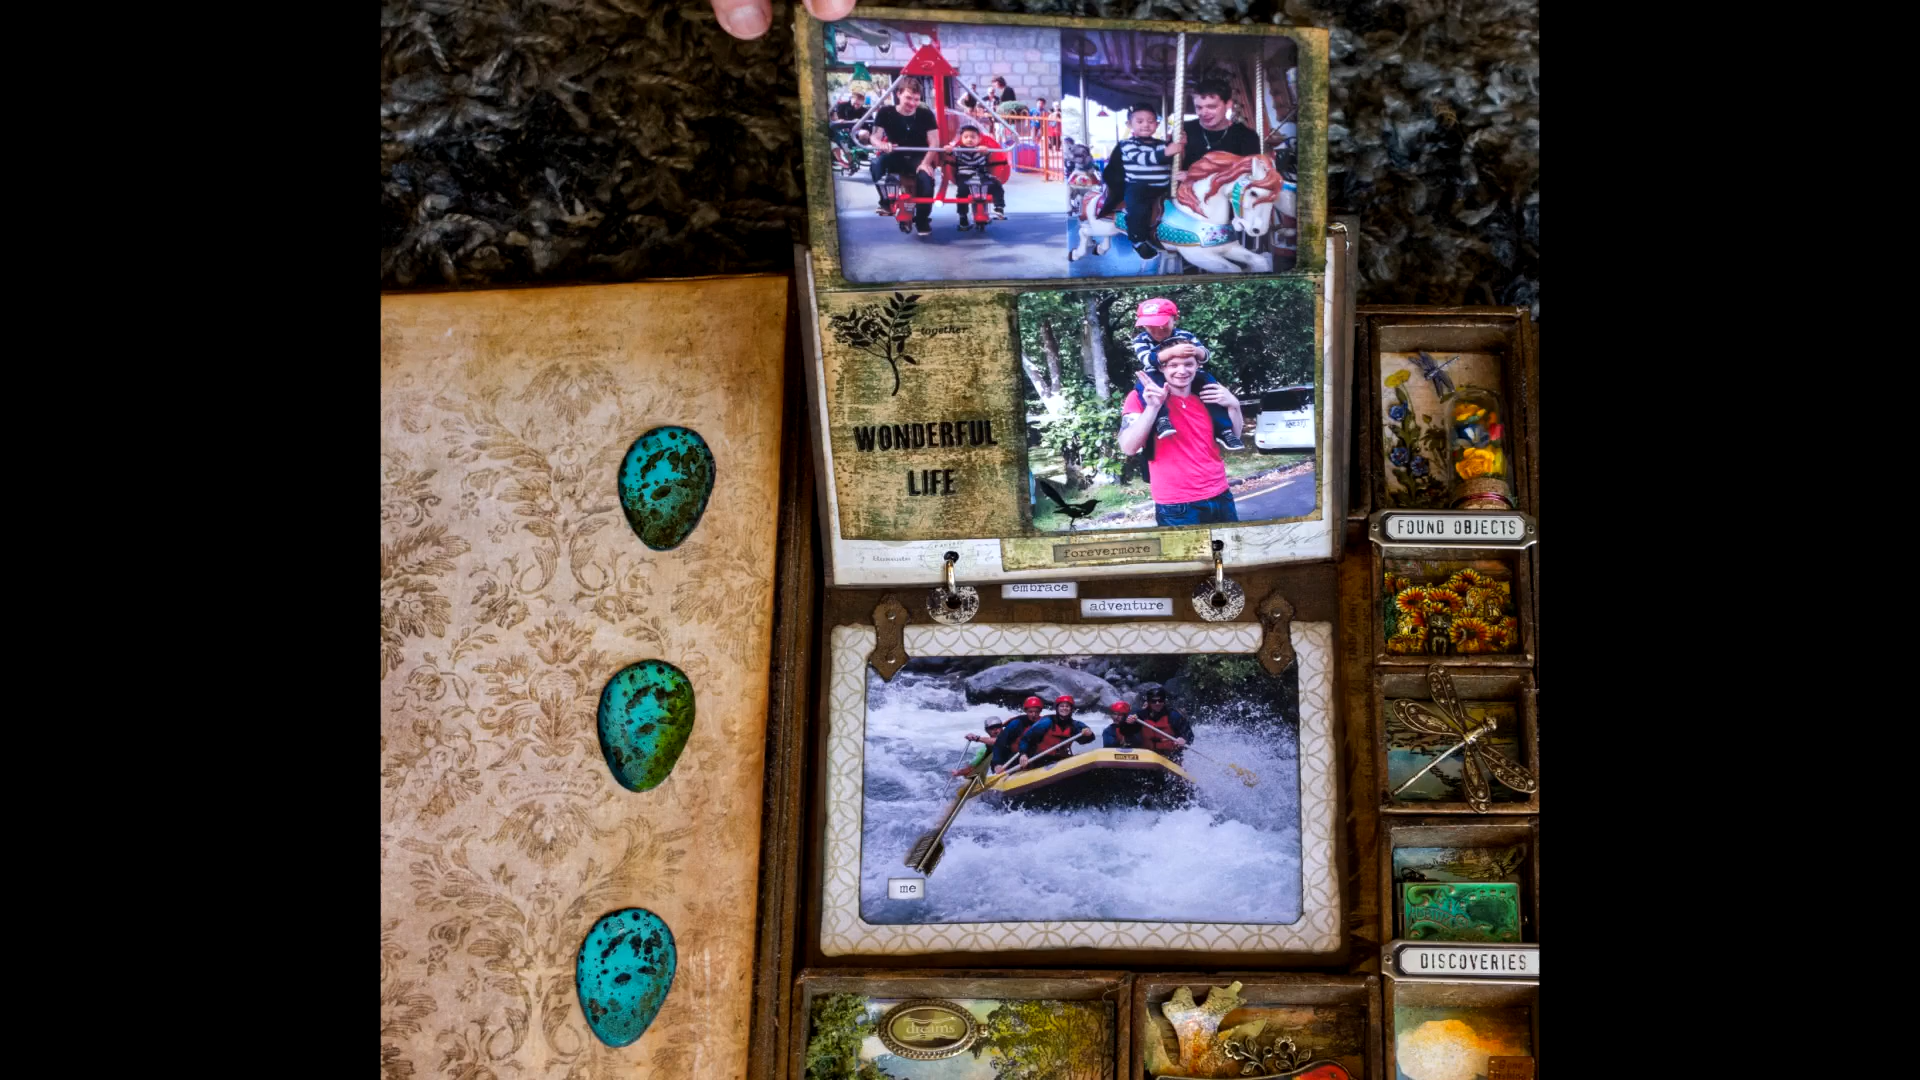 together
WONDERFUL
LIFE
forevermore
embrace
adventure
me
FOUND OBJECTS
DISCOVERIES
dreams